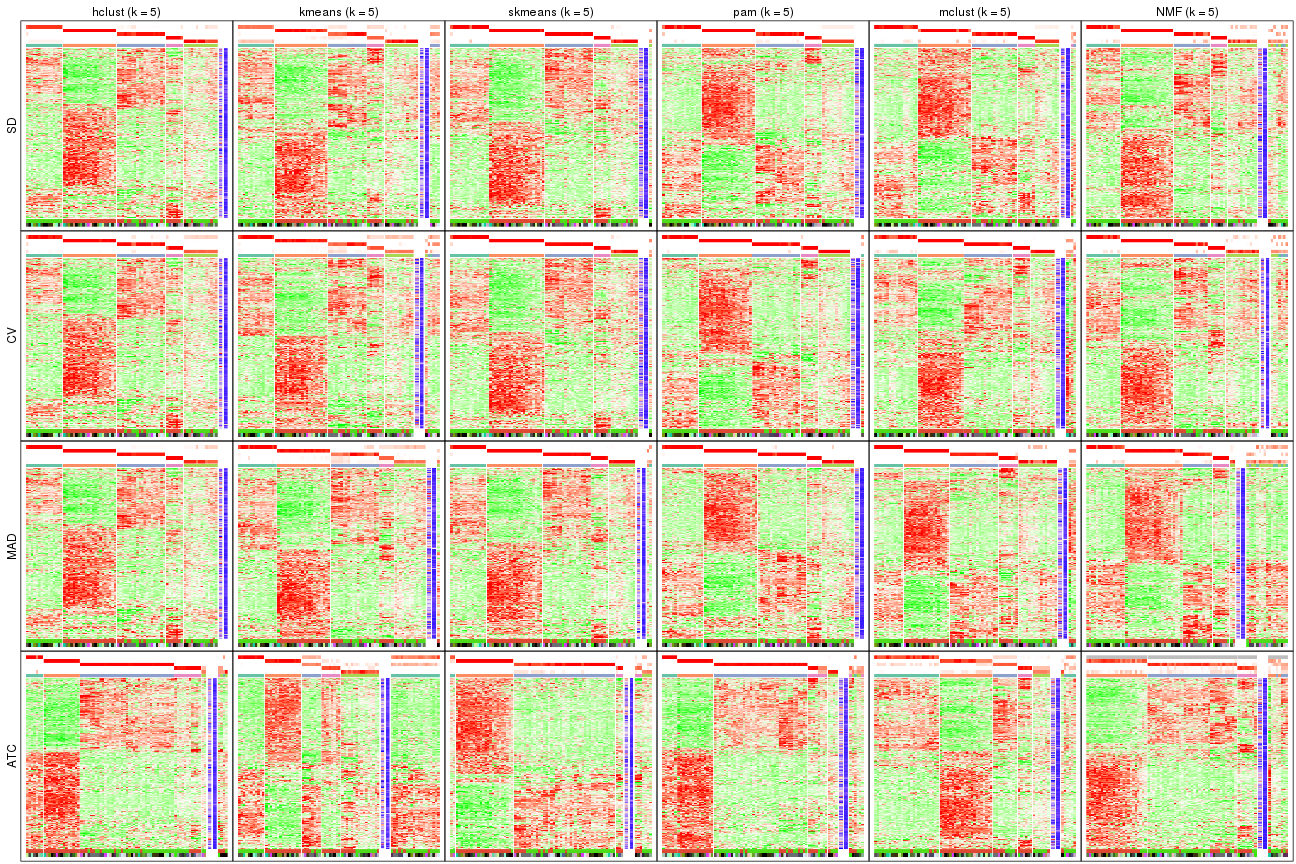 hclust (k = 5) kmeans (k = 5) skmeans (k = 5) pam (k = 5) mclust (k = 5) NMF (k = 5)
SD
CV
MAD
ATC